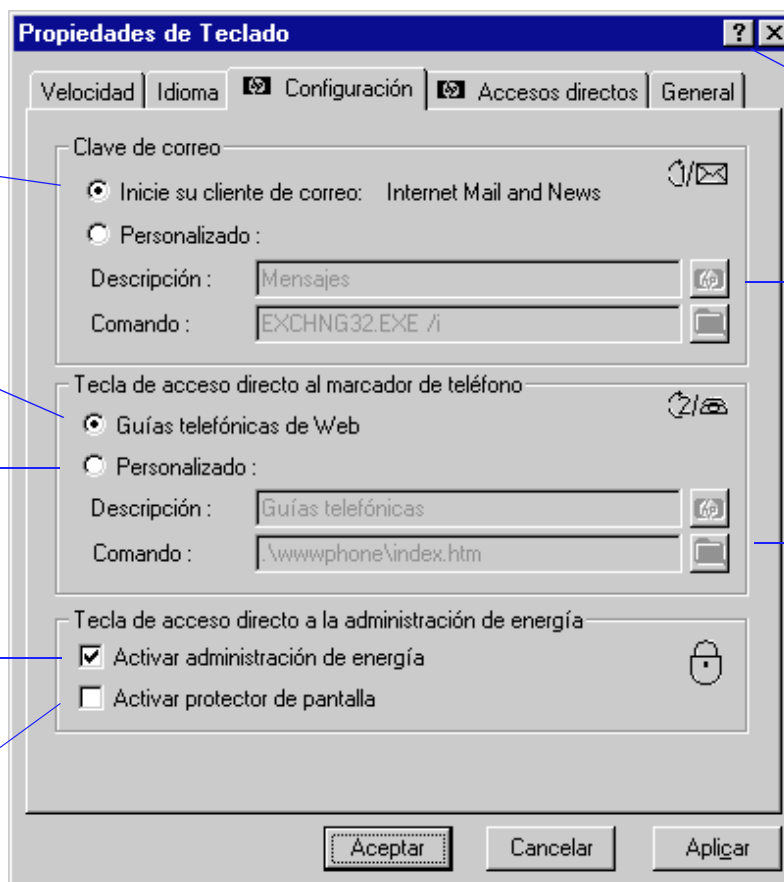 Propiedades de Teclado
Velocidad Idioma Configuración Accesos directos General
Clave de correo
1/
Inicie su cliente de correo: Internet Mail and News
Personalizado :
Descripción : Mensajes
Comando : EXCHNG32.EXE /i
Tecla de acceso directo al marcador de teléfono
2/
Guías telefónicas de Web
Personalizado :
Descripción : Guías telefónicas
Comando : .\wwwphone\index.htm
Tecla de acceso directo a la administración de energía
Activar administración de energía
Activar protector de pantalla
Aceptar Cancelar Aplicar